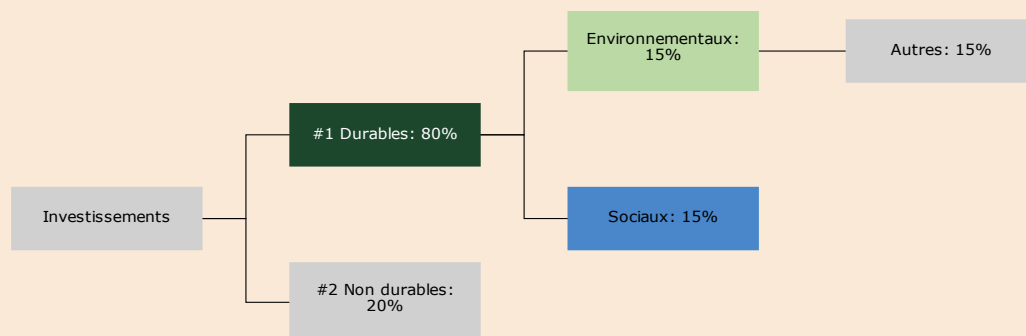 Environnementaux:
15%
Autres: 15%
#1 Durables: 80%
Investissements
Sociaux: 15%
#2 Non durables:
20%